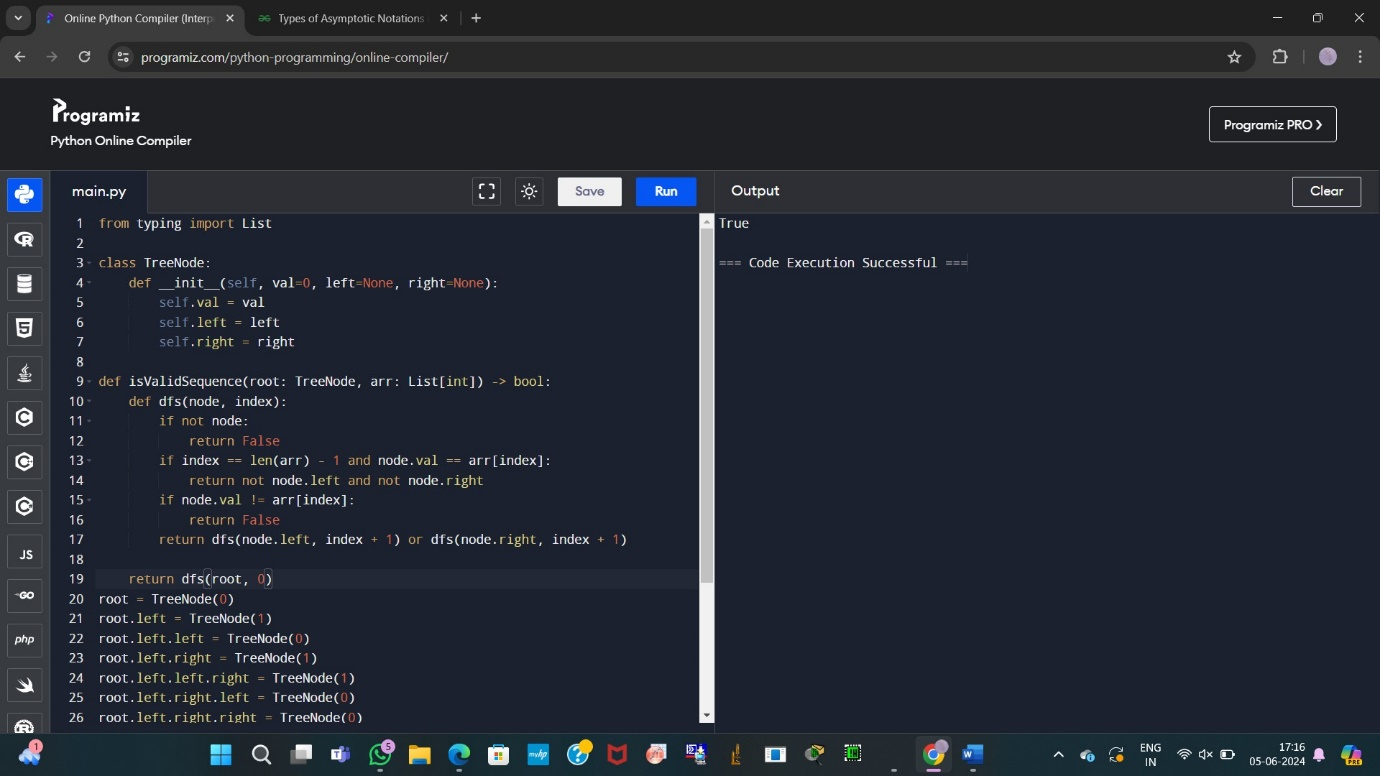 Online Python Compiler (Interp
Types of Asymptotic Notations
programiz.com/python-programming/online-compiler/
Programiz
Python Online Compiler
Programiz PRO
main.py
Save
Run
Output
Clear
1 from typing import List
2
3 class TreeNode:
4     def __init__(self, val=0, left=None, right=None):
5         self.val = val
6         self.left = left
7         self.right = right
8
9 def isValidSequence(root: TreeNode, arr: List[int]) -> bool:
10     def dfs(node, index):
11         if not node:
12             return False
13         if index == len(arr) - 1 and node.val == arr[index]:
14             return not node.left and not node.right
15         if node.val != arr[index]:
16             return False
17         return dfs(node.left, index + 1) or dfs(node.right, index + 1)
18
19     return dfs(root, 0)
20 root = TreeNode(0)
21 root.left = TreeNode(1)
22 root.left.left = TreeNode(0)
23 root.left.right = TreeNode(1)
24 root.left.left.right = TreeNode(1)
25 root.left.right.left = TreeNode(0)
26 root.left.right.right = TreeNode(0)
True
=== Code Execution Successful ===
JS
GO
php
1
5
mvhp
W
ENG
IN
17:16
05-06-2024
PRE